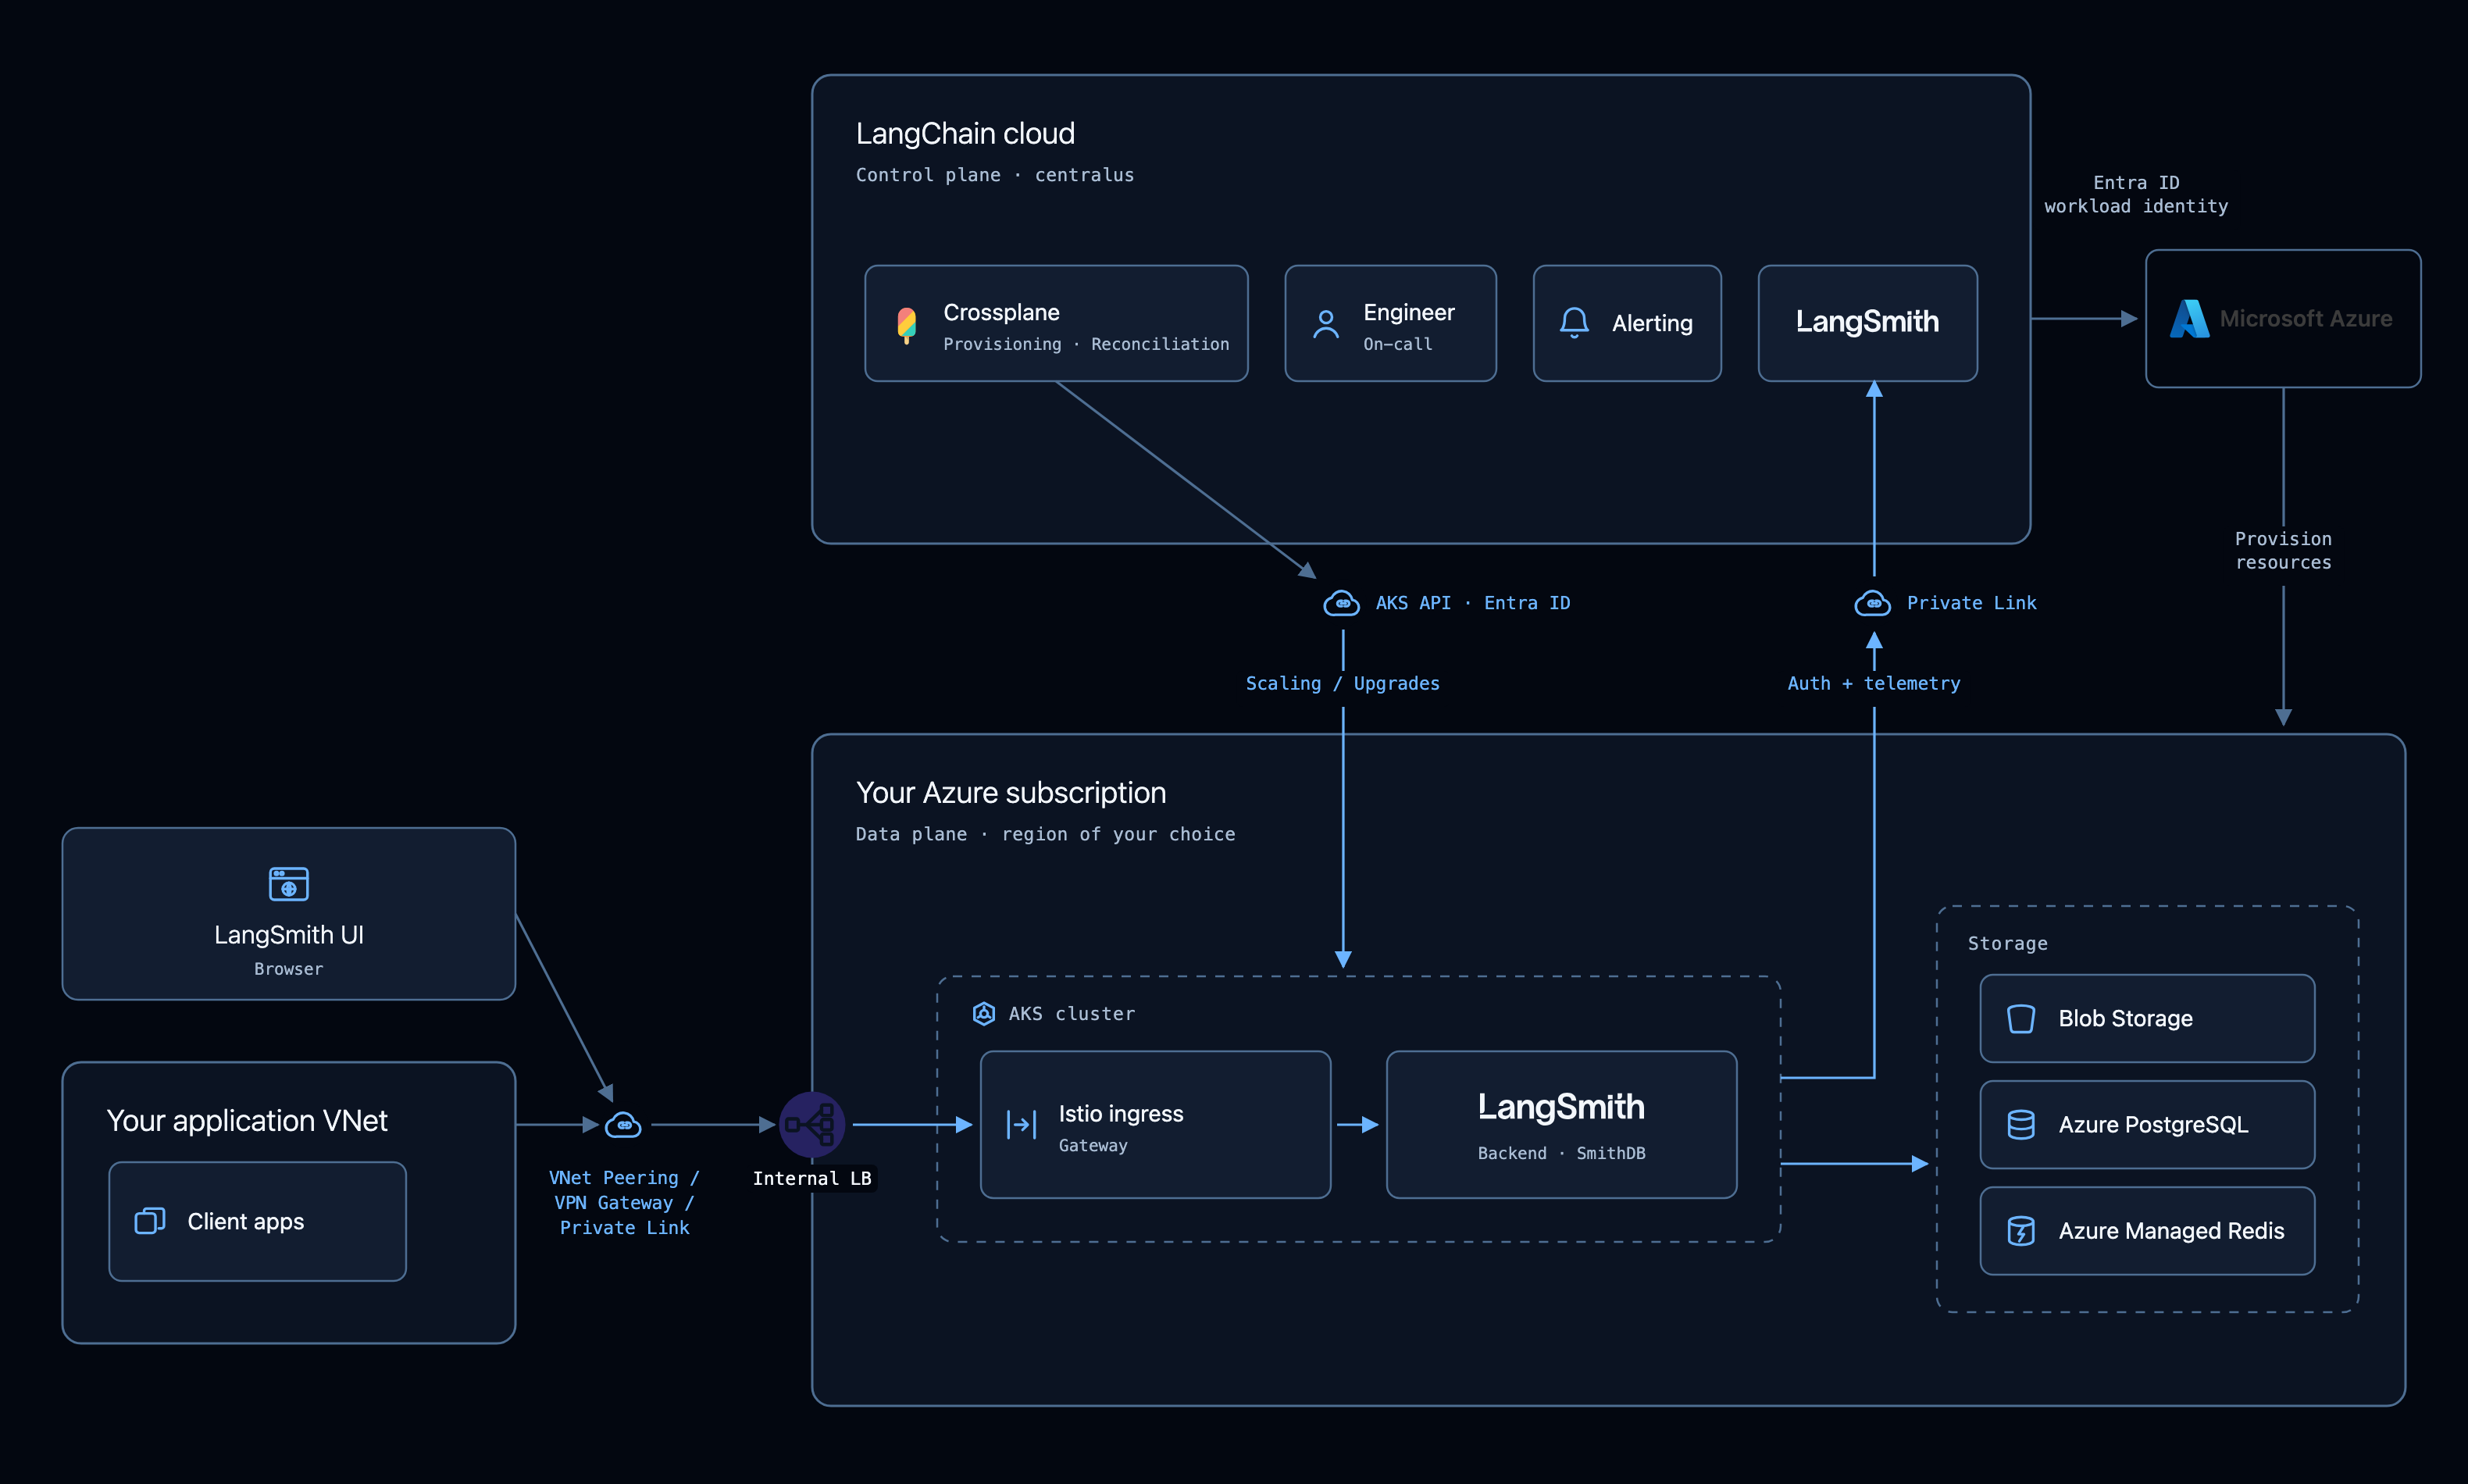 LangChain cloud
Control plane · centralus
Entra ID
workload identity
Crossplane
Provisioning · Reconciliation
Engineer
On-call
Alerting
LangSmith
Microsoft Azure
Provision
resources
AKS API · Entra ID
Private Link
Scaling / Upgrades
Auth + telemetry
Your Azure subscription
Data plane · region of your choice
LangSmith UI
Browser
Your application VNet
Client apps
VNet Peering /
VPN Gateway /
Private Link
Internal LB
AKS cluster
Istio ingress
Gateway
LangSmith
Backend · SmithDB
Storage
Blob Storage
Azure PostgreSQL
Azure Managed Redis